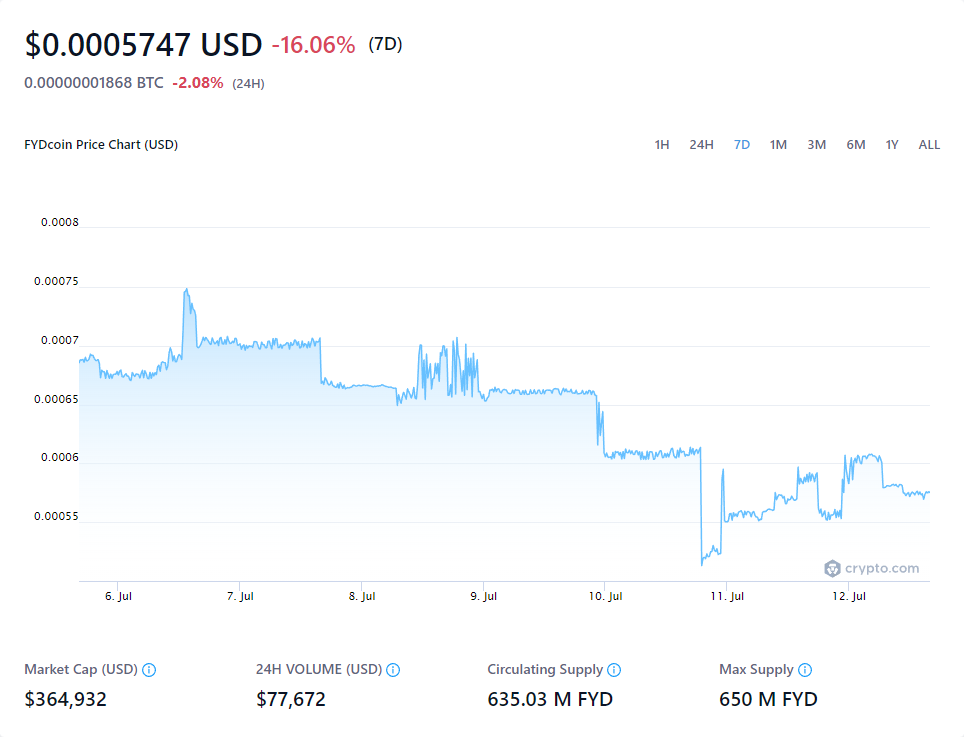 $0.0005747 USD -16.06% (7D)
0.00000001868 BTC -2.08% (24H)
FYDcoin Price Chart (USD) 1H 24H 7D 1M 3M 6M 1Y ALL
0.0008
0.00075
0.0007
0.00065
0.0006
0.00055
crypto.com
6. Jul 7. Jul 8. Jul 9. Jul 10. Jul 11. Jul 12. Jul
Market Cap (USD) 24H VOLUME (USD) Circulating Supply Max Supply
$364,932 $77,672 635.03 M FYD 650 M FYD